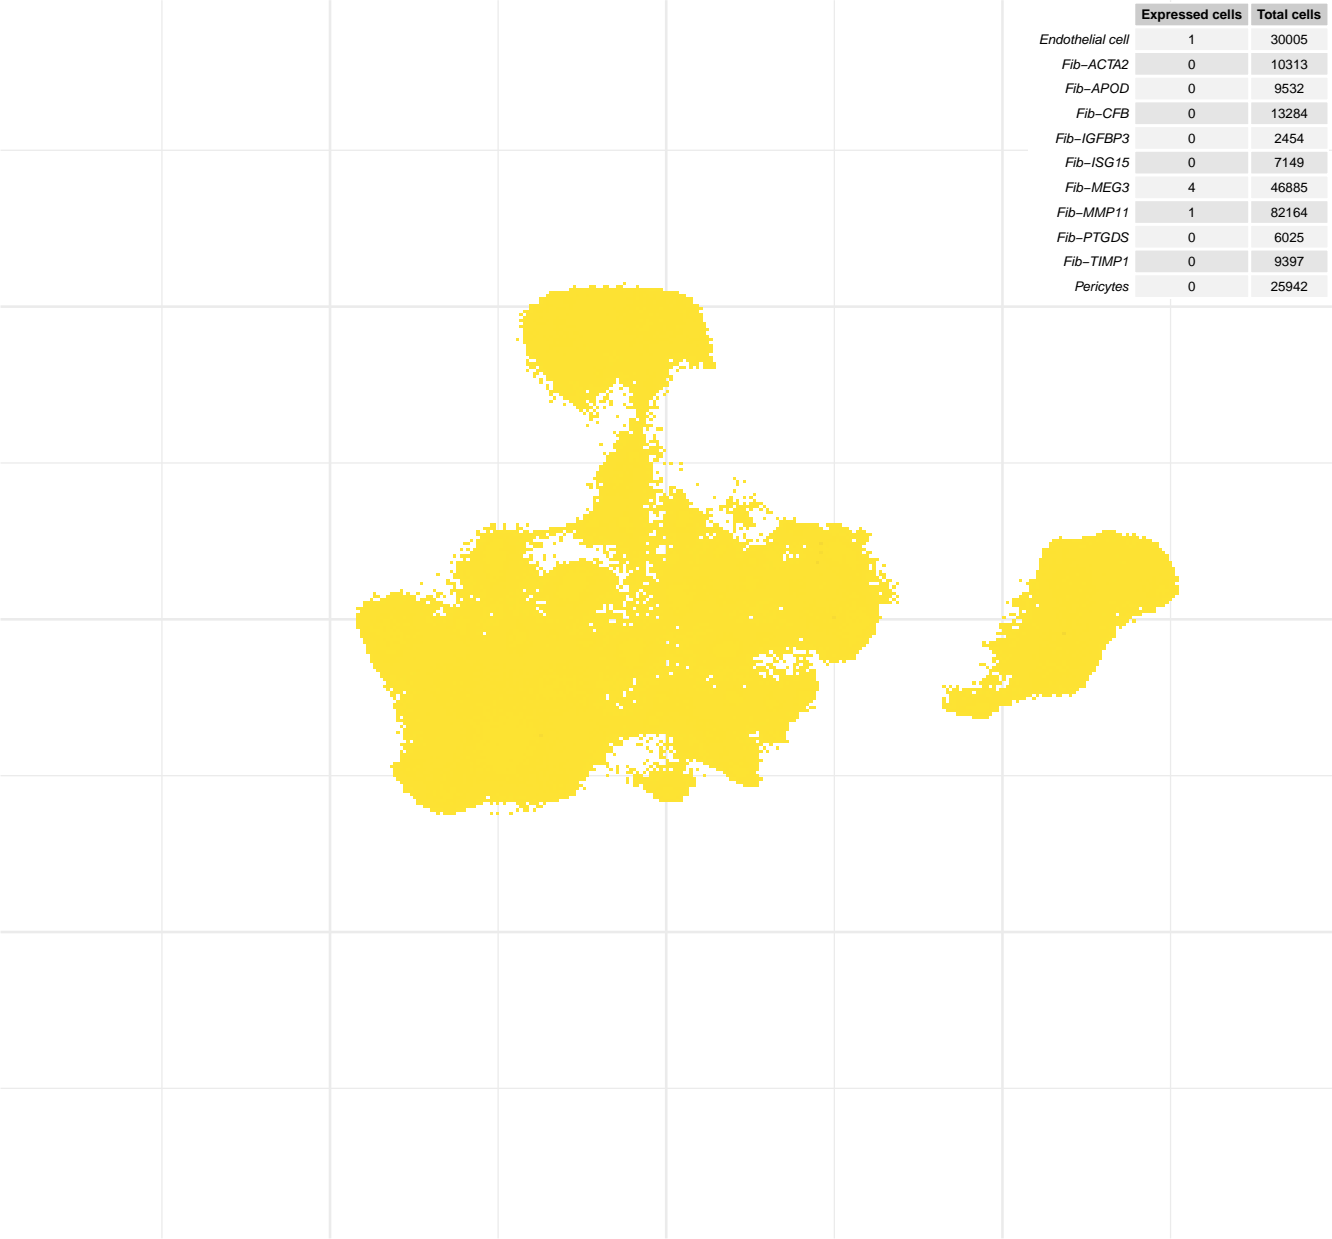 Expressed cells Total cells
Endothelial cell 1 30005
Fib−ACTA2 0 10313
Fib−APOD 0 9532
Fib−CFB 0 13284
Fib−IGFBP3 0 2454
Fib−ISG15 0 7149
Fib−MEG3 4 46885
Fib−MMP11 1 82164
Fib−PTGDS 0 6025
Fib−TIMP1 0 9397
Pericytes 0 25942